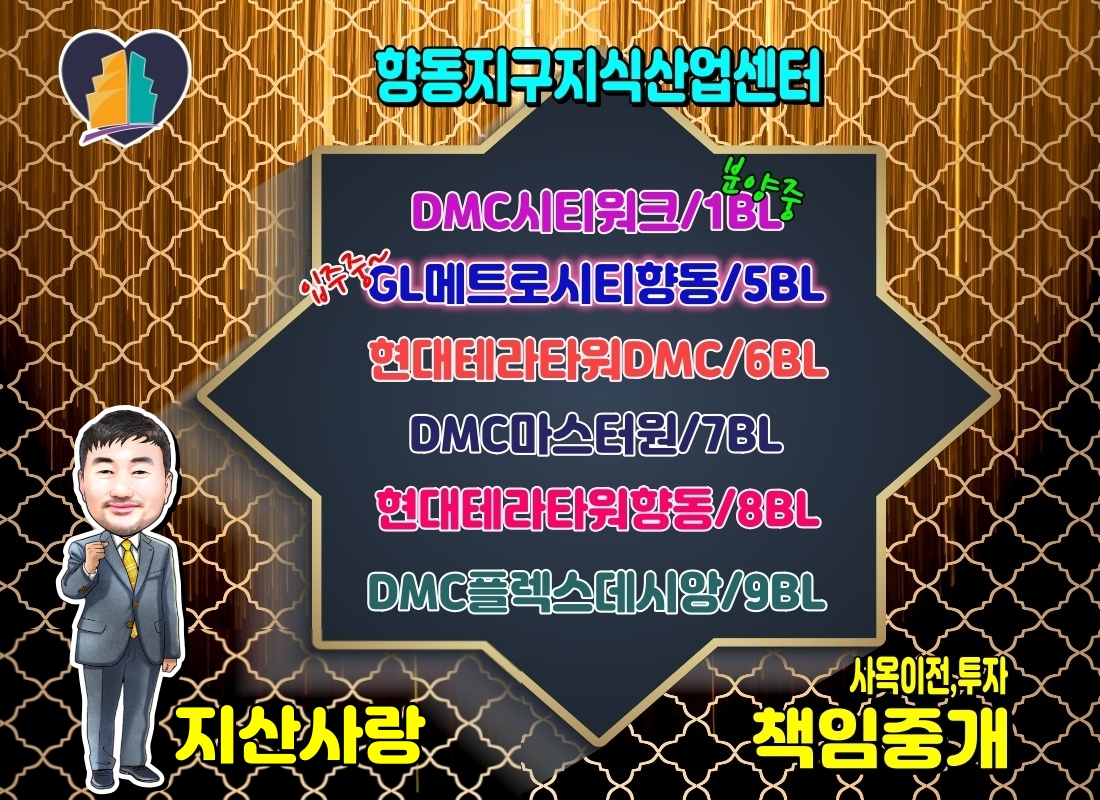 향동지구지식산업센터
분양중
DMC시티워크/1BL
입주중~
GL메트로시티향동/5BL
현대테라타워DMC/6BL
DMC마스터원/7BL
현대테라타워향동/8BL
DMC플렉스데시앙/9BL
사옥이전,투자
지산사랑
책임중개